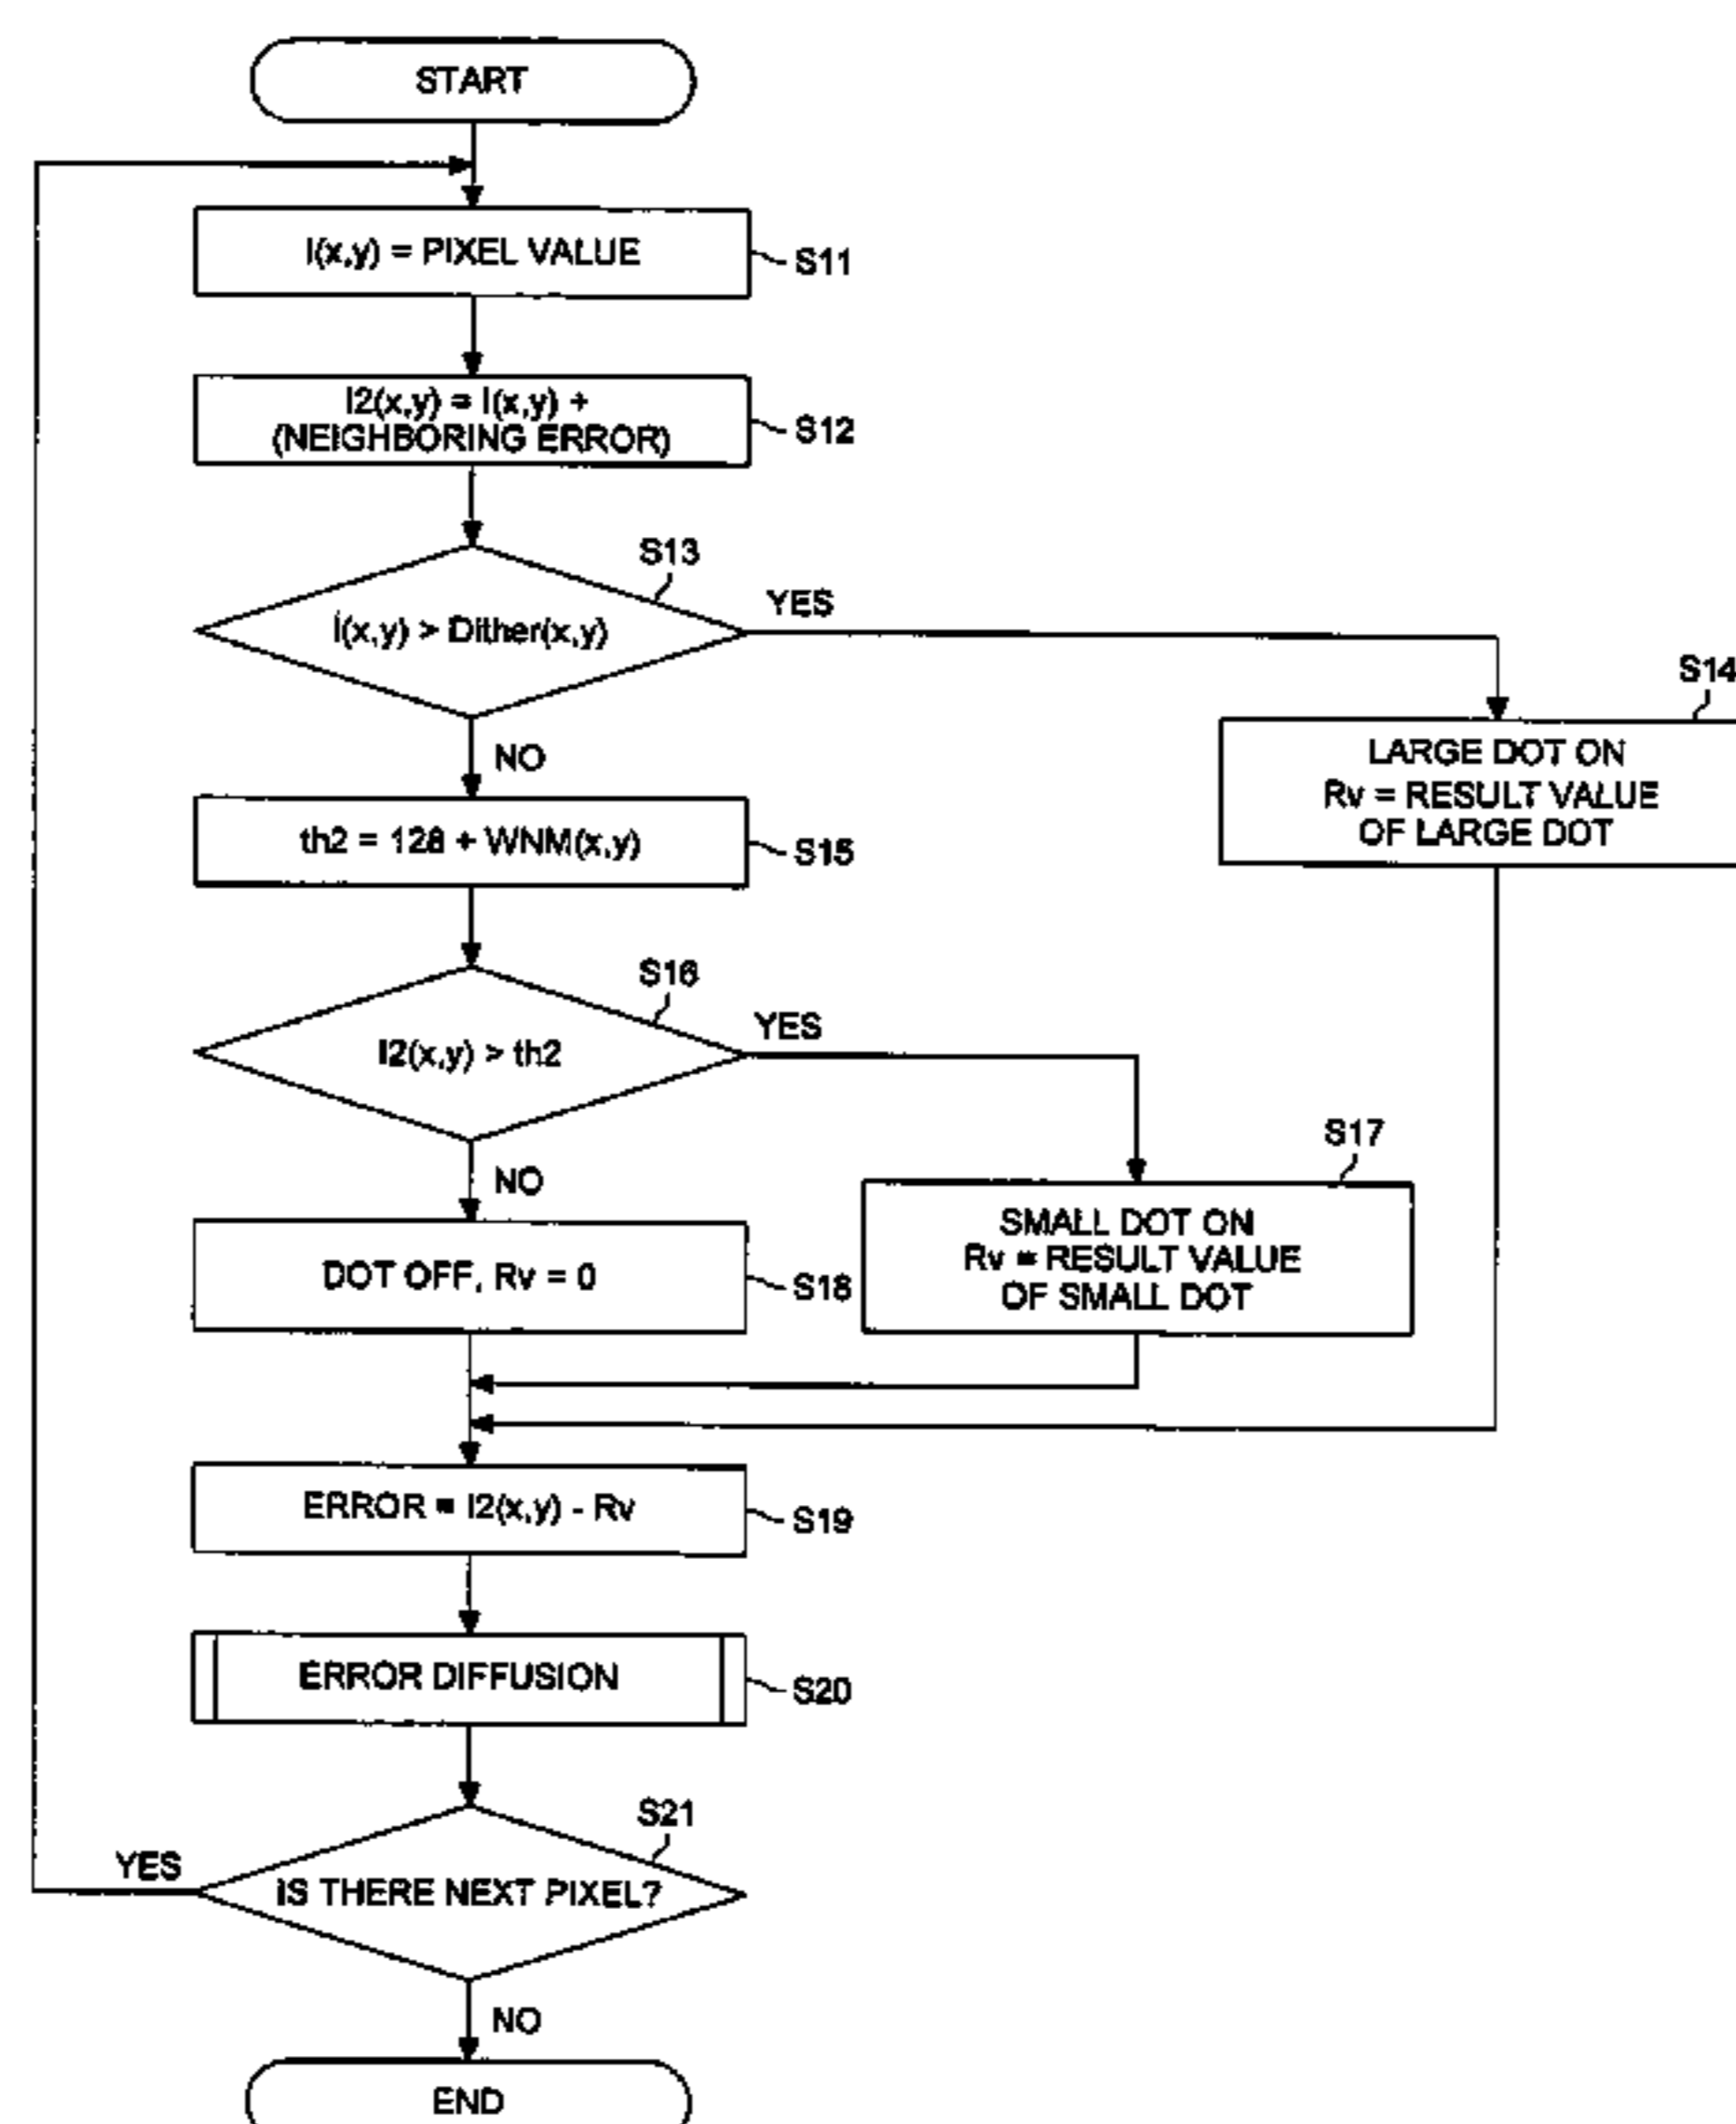 START
I(x,y) = PIXEL VALUE
S11
I2(x,y) = I(x,y) +
(NEIGHBORING ERROR)
S12
S13
I(x,y) > Dither(x,y)
YES
NO
S14
LARGE DOT ON
Rv = RESULT VALUE
OF LARGE DOT
th2 = 128 + WNM(x,y)
S15
S16
I2(x,y) > th2
YES
NO
S17
SMALL DOT ON
Rv = RESULT VALUE
OF SMALL DOT
DOT OFF, Rv = 0
S18
ERROR = I2(x,y) - Rv
S19
ERROR DIFFUSION
S20
S21
IS THERE NEXT PIXEL?
YES
NO
END